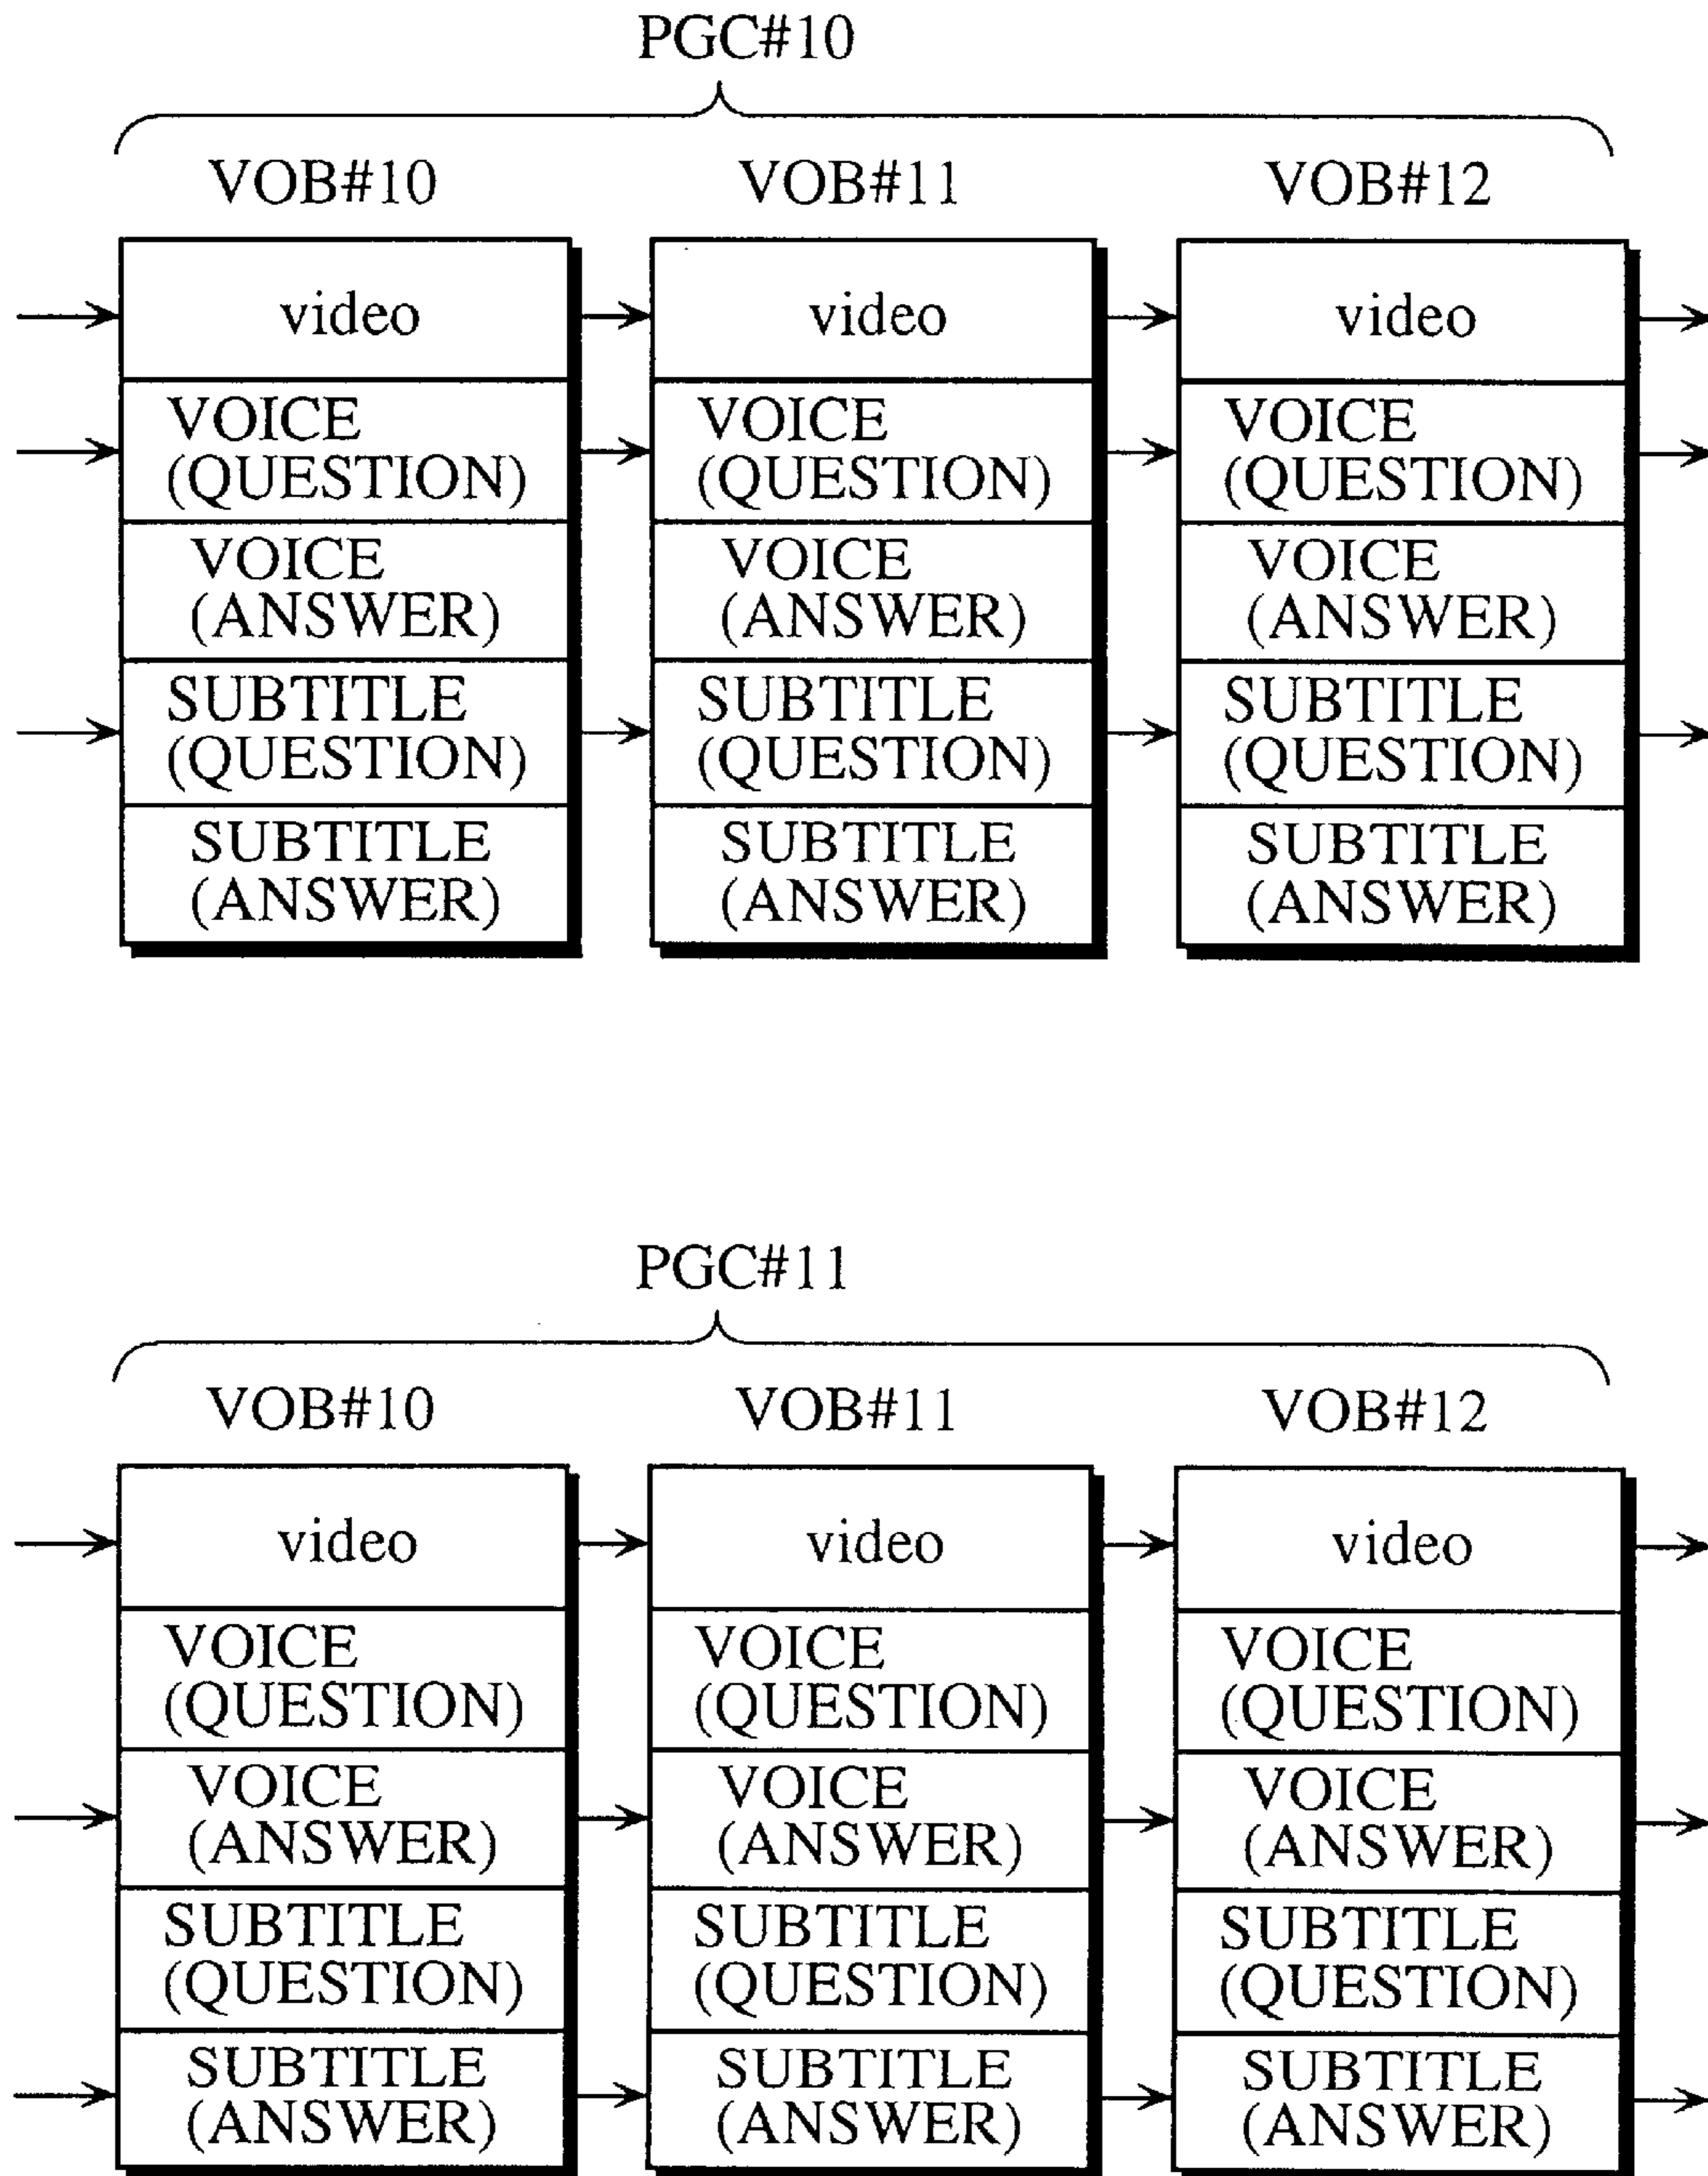 PGC#10
VOB#10 VOB#11 VOB#12
video video video
VOICE VOICE VOICE
(QUESTION) (QUESTION) (QUESTION)
VOICE VOICE VOICE
(ANSWER) (ANSWER) (ANSWER)
SUBTITLE SUBTITLE SUBTITLE
(QUESTION) (QUESTION) (QUESTION)
SUBTITLE SUBTITLE SUBTITLE
(ANSWER) (ANSWER) (ANSWER)
PGC#11
VOB#10 VOB#11 VOB#12
video video video
VOICE VOICE VOICE
(QUESTION) (QUESTION) (QUESTION)
VOICE VOICE VOICE
(ANSWER) (ANSWER) (ANSWER)
SUBTITLE SUBTITLE SUBTITLE
(QUESTION) (QUESTION) (QUESTION)
SUBTITLE SUBTITLE SUBTITLE
(ANSWER) (ANSWER) (ANSWER)